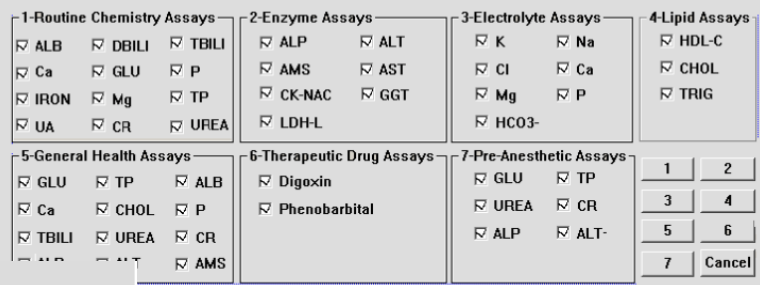 1-Routine Chemistry Assays
ALB DBILI TBILI
Ca GLU P
IRON Mg TP
UA CR UREA
2-Enzyme Assays
ALP ALT
AMS AST
CK-NAC GGT
LDH-L
3-Electrolyte Assays
K Na
Cl Ca
Mg P
HCO3-
4-Lipid Assays
HDL-C
CHOL
TRIG
5-General Health Assays
GLU TP ALB
Ca CHOL P
TBILI UREA CR
AMS
6-Therapeutic Drug Assays
Digoxin
Phenobarbital
7-Pre-Anesthetic Assays
GLU TP
UREA CR
ALP ALT-
1 2
3 4
5 6
7 Cancel